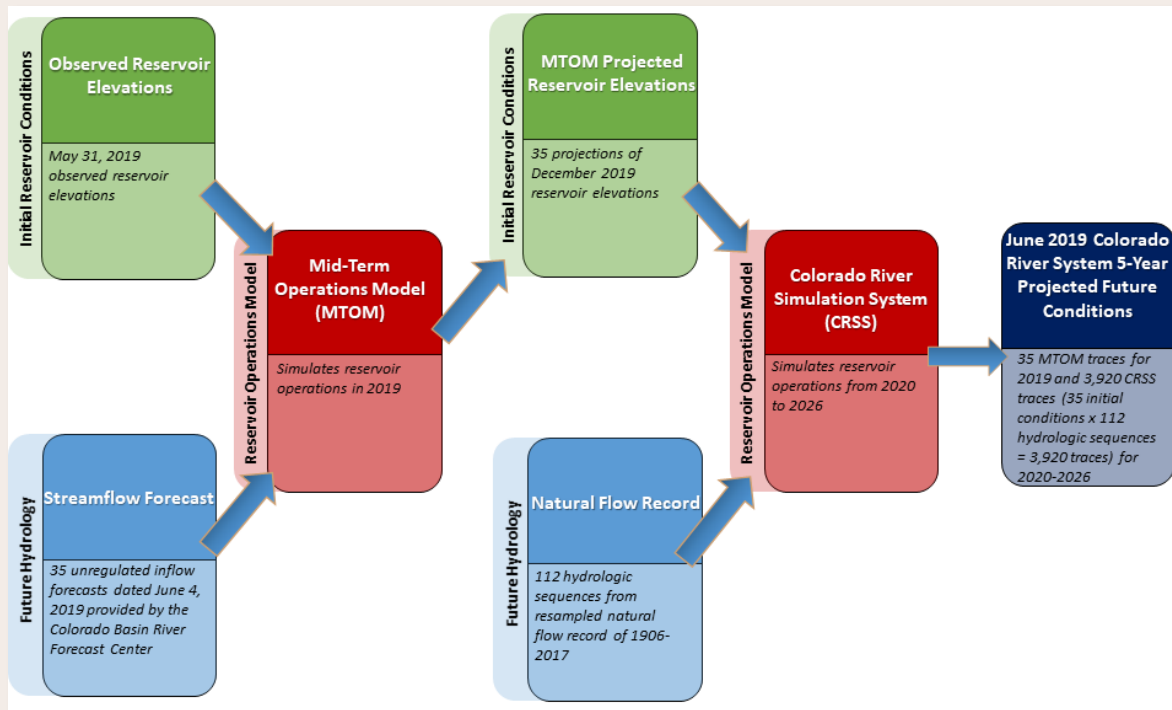 Initial Reservoir Conditions
Observed Reservoir
Elevations
May 31, 2019
observed reservoir
elevations
Future Hydrology
Streamflow Forecast
35 unregulated inflow
forecasts dated June 4,
2019 provided by the
Colorado Basin River
Forecast Center
Reservoir Operations Model
Mid-Term
Operations Model
(MTOM)
Simulates reservoir
operations in 2019
Initial Reservoir Conditions
MTOM Projected
Reservoir Elevations
35 projections of
December 2019
reservoir elevations
Future Hydrology
Natural Flow Record
112 hydrologic
sequences from
resampled natural
flow record of 1906-
2017
Reservoir Operations Model
Colorado River
Simulation System
(CRSS)
Simulates reservoir
operations from 2020
to 2026
June 2019 Colorado
River System 5-Year
Projected Future
Conditions
35 MTOM traces for
2019 and 3,920 CRSS
traces (35 initial
conditions x 112
hydrologic sequences
= 3,920 traces) for
2020-2026